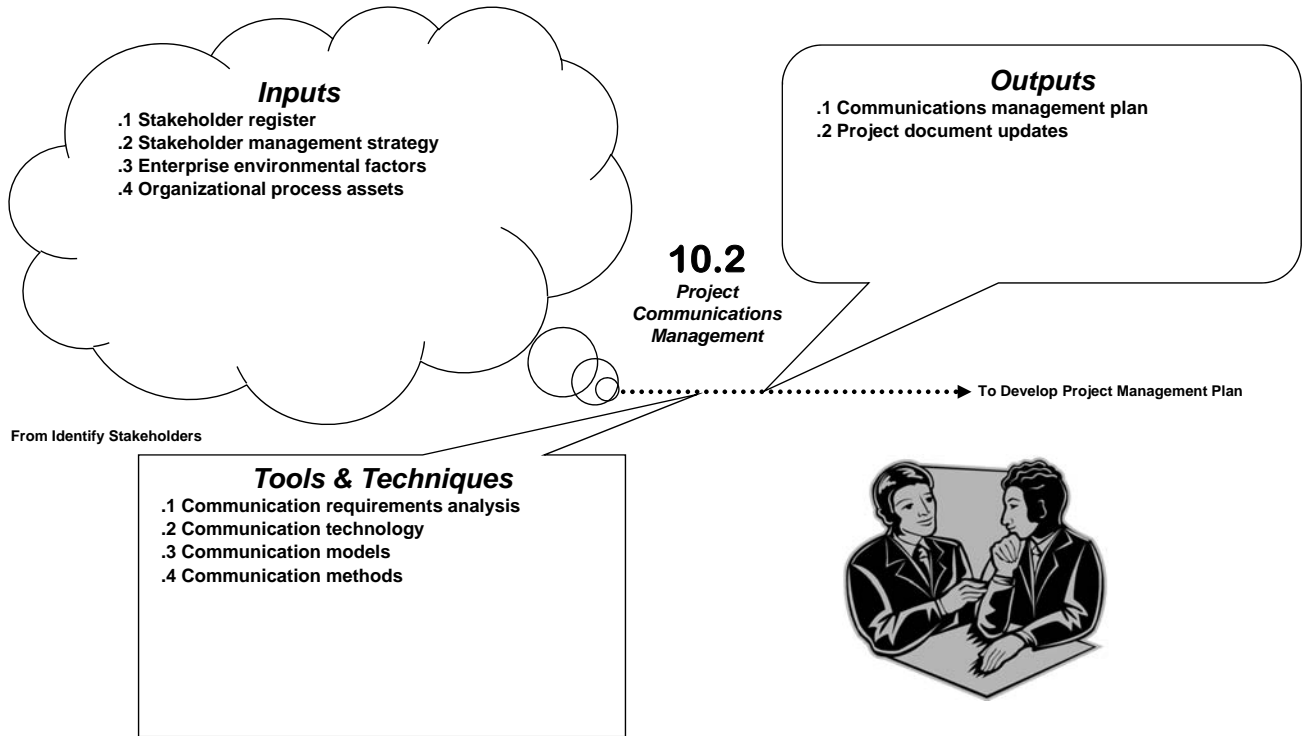 Inputs
.1 Stakeholder register
.2 Stakeholder management strategy
.3 Enterprise environmental factors
.4 Organizational process assets
Outputs
.1 Communications management plan
.2 Project document updates
10.2
Project
Communications
Management
To Develop Project Management Plan
From Identify Stakeholders
Tools & Techniques
.1 Communication requirements analysis
.2 Communication technology
.3 Communication models
.4 Communication methods